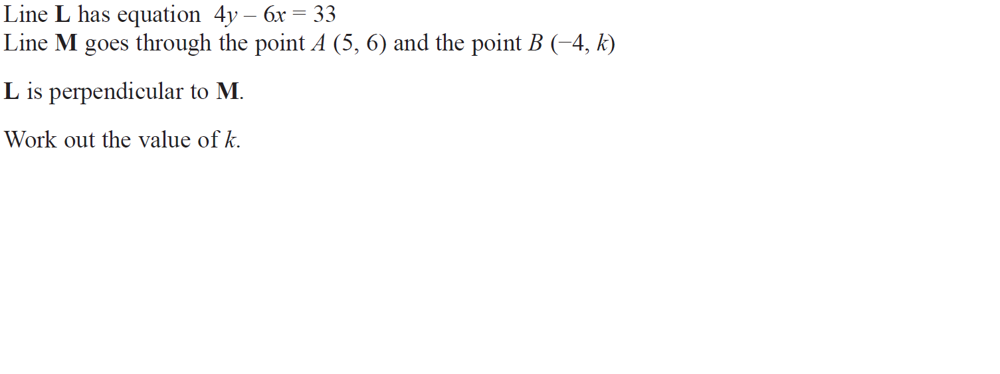 Line L has equation 4y – 6x = 33
Line M goes through the point A (5, 6) and the point B (−4, k)
L is perpendicular to M.
Work out the value of k.